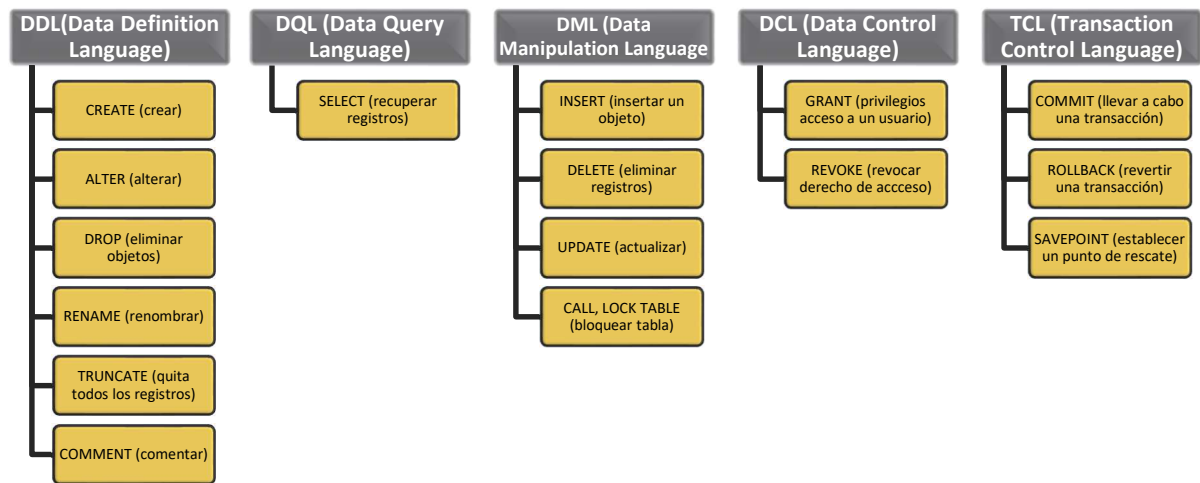 DDL(Data Definition
Language)
CREATE (crear)
ALTER (alterar)
DROP (eliminar
objetos)
RENAME (renombrar)
TRUNCATE (quita
todos los registros)
COMMENT (comentar)
DQL (Data Query
Language)
SELECT (recuperar
registros)
DML (Data
Manipulation Language
INSERT (insertar un
objeto)
DELETE (eliminar
registros)
UPDATE (actualizar)
CALL, LOCK TABLE
(bloquear tabla)
DCL (Data Control
Language)
GRANT (privilegios
acceso a un usuario)
REVOKE (revocar
derecho de accceso)
TCL (Transaction
Control Language)
COMMIT (llevar a cabo
una transacción)
ROLLBACK (revertir
una transacción)
SAVEPOINT (establecer
un punto de rescate)